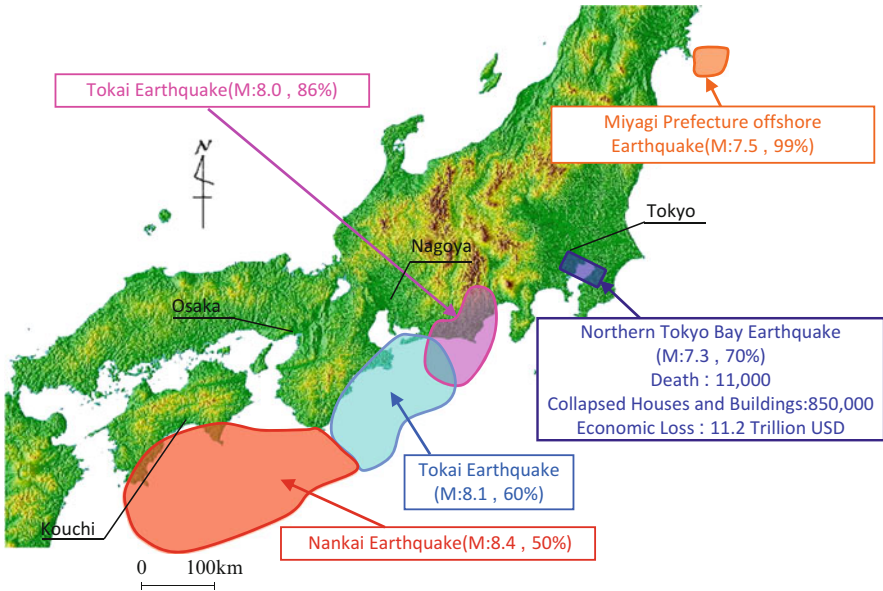 Tokai Earthquake(M:8.0 , 86%)
Miyagi Prefecture offshore
Earthquake(M:7.5 , 99%)
N
Tokyo
Nagoya
Osaka
Northern Tokyo Bay Earthquake
(M:7.3 , 70%)
Death : 11,000
Collapsed Houses and Buildings:850,000
Economic Loss : 11.2 Trillion USD
Tokai Earthquake
(M:8.1 , 60%)
Kouchi
Nankai Earthquake(M:8.4 , 50%)
0 100km